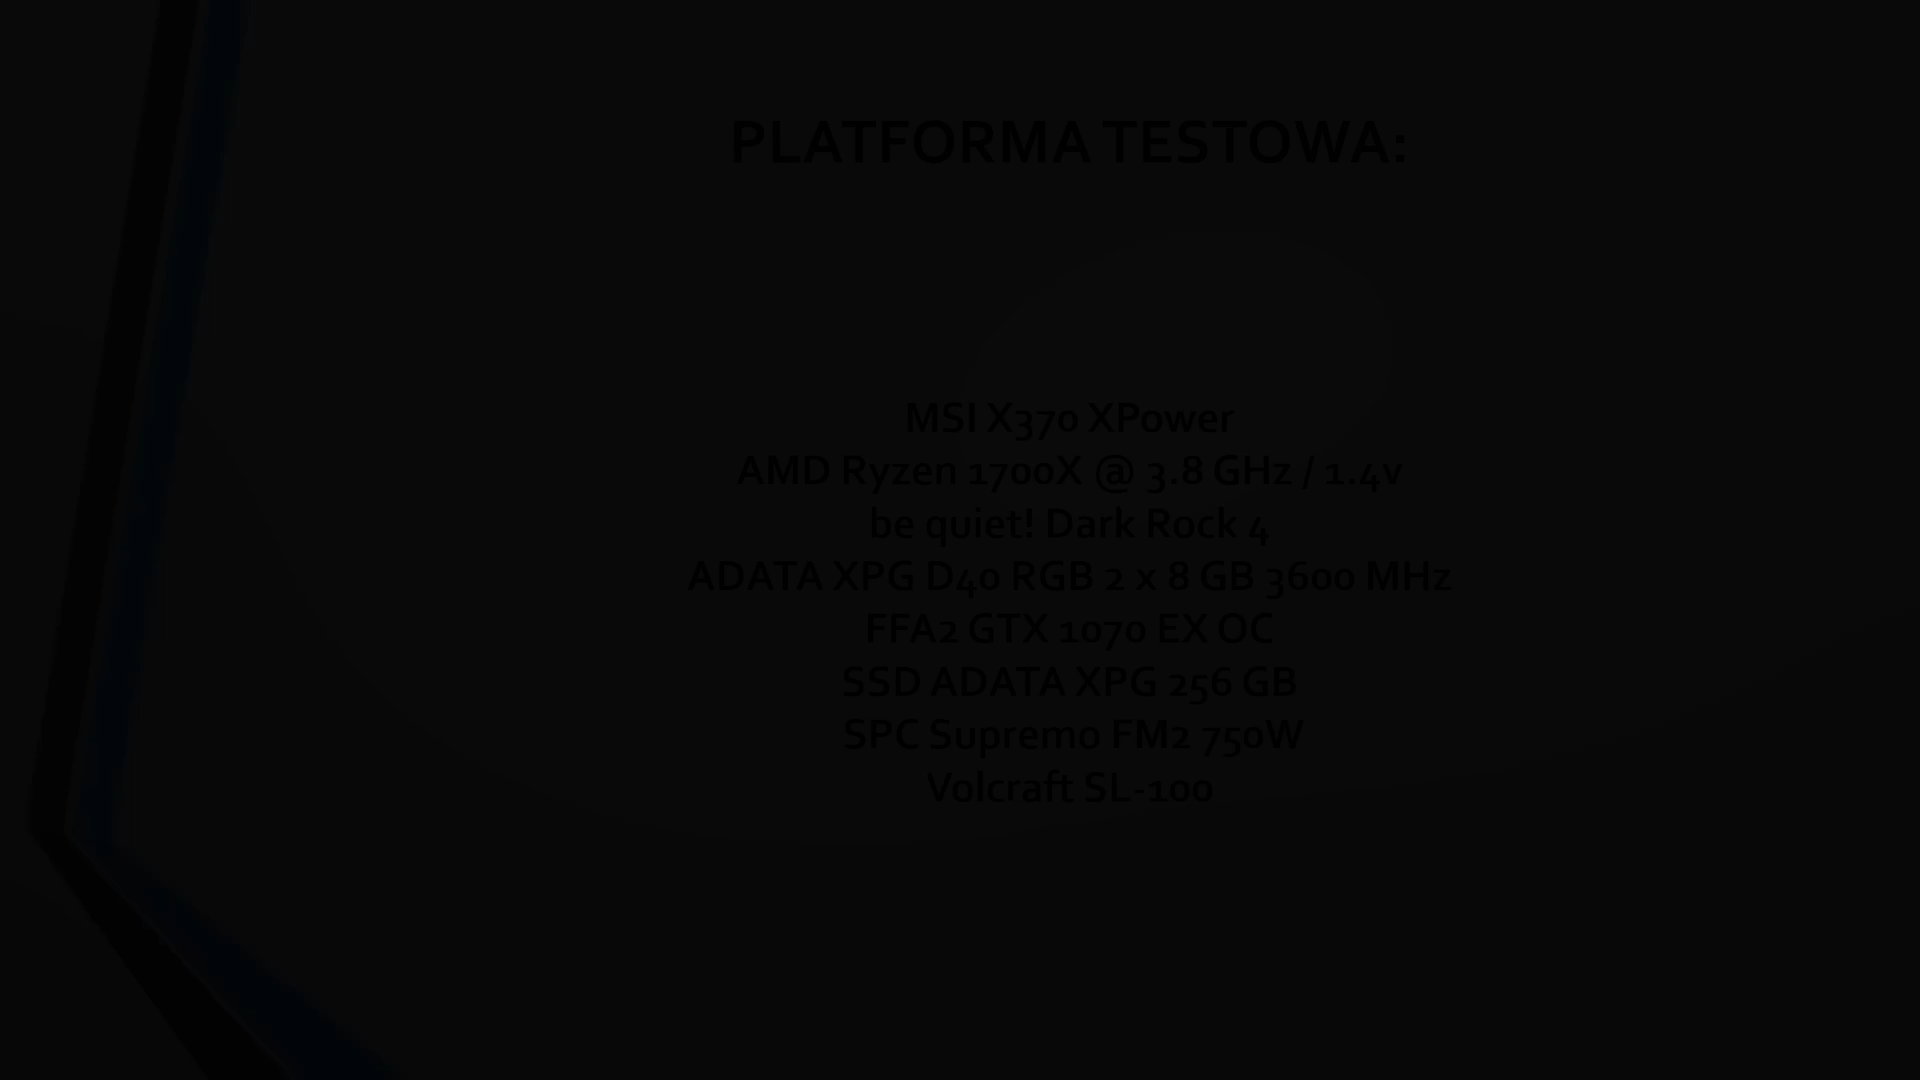 PLATFORMA TESTOWA:
MSI X370 XPower
AMD Ryzen 1700X @ 3.8 GHz / 1.4v
be quiet! Dark Rock 4
ADATA XPG D40 RGB 2 x 8 GB 3600 MHz
FFA2 GTX 1070 EX OC
SSD ADATA XPG 256 GB
SPC Supremo FM2 750W
Volcraft SL-100